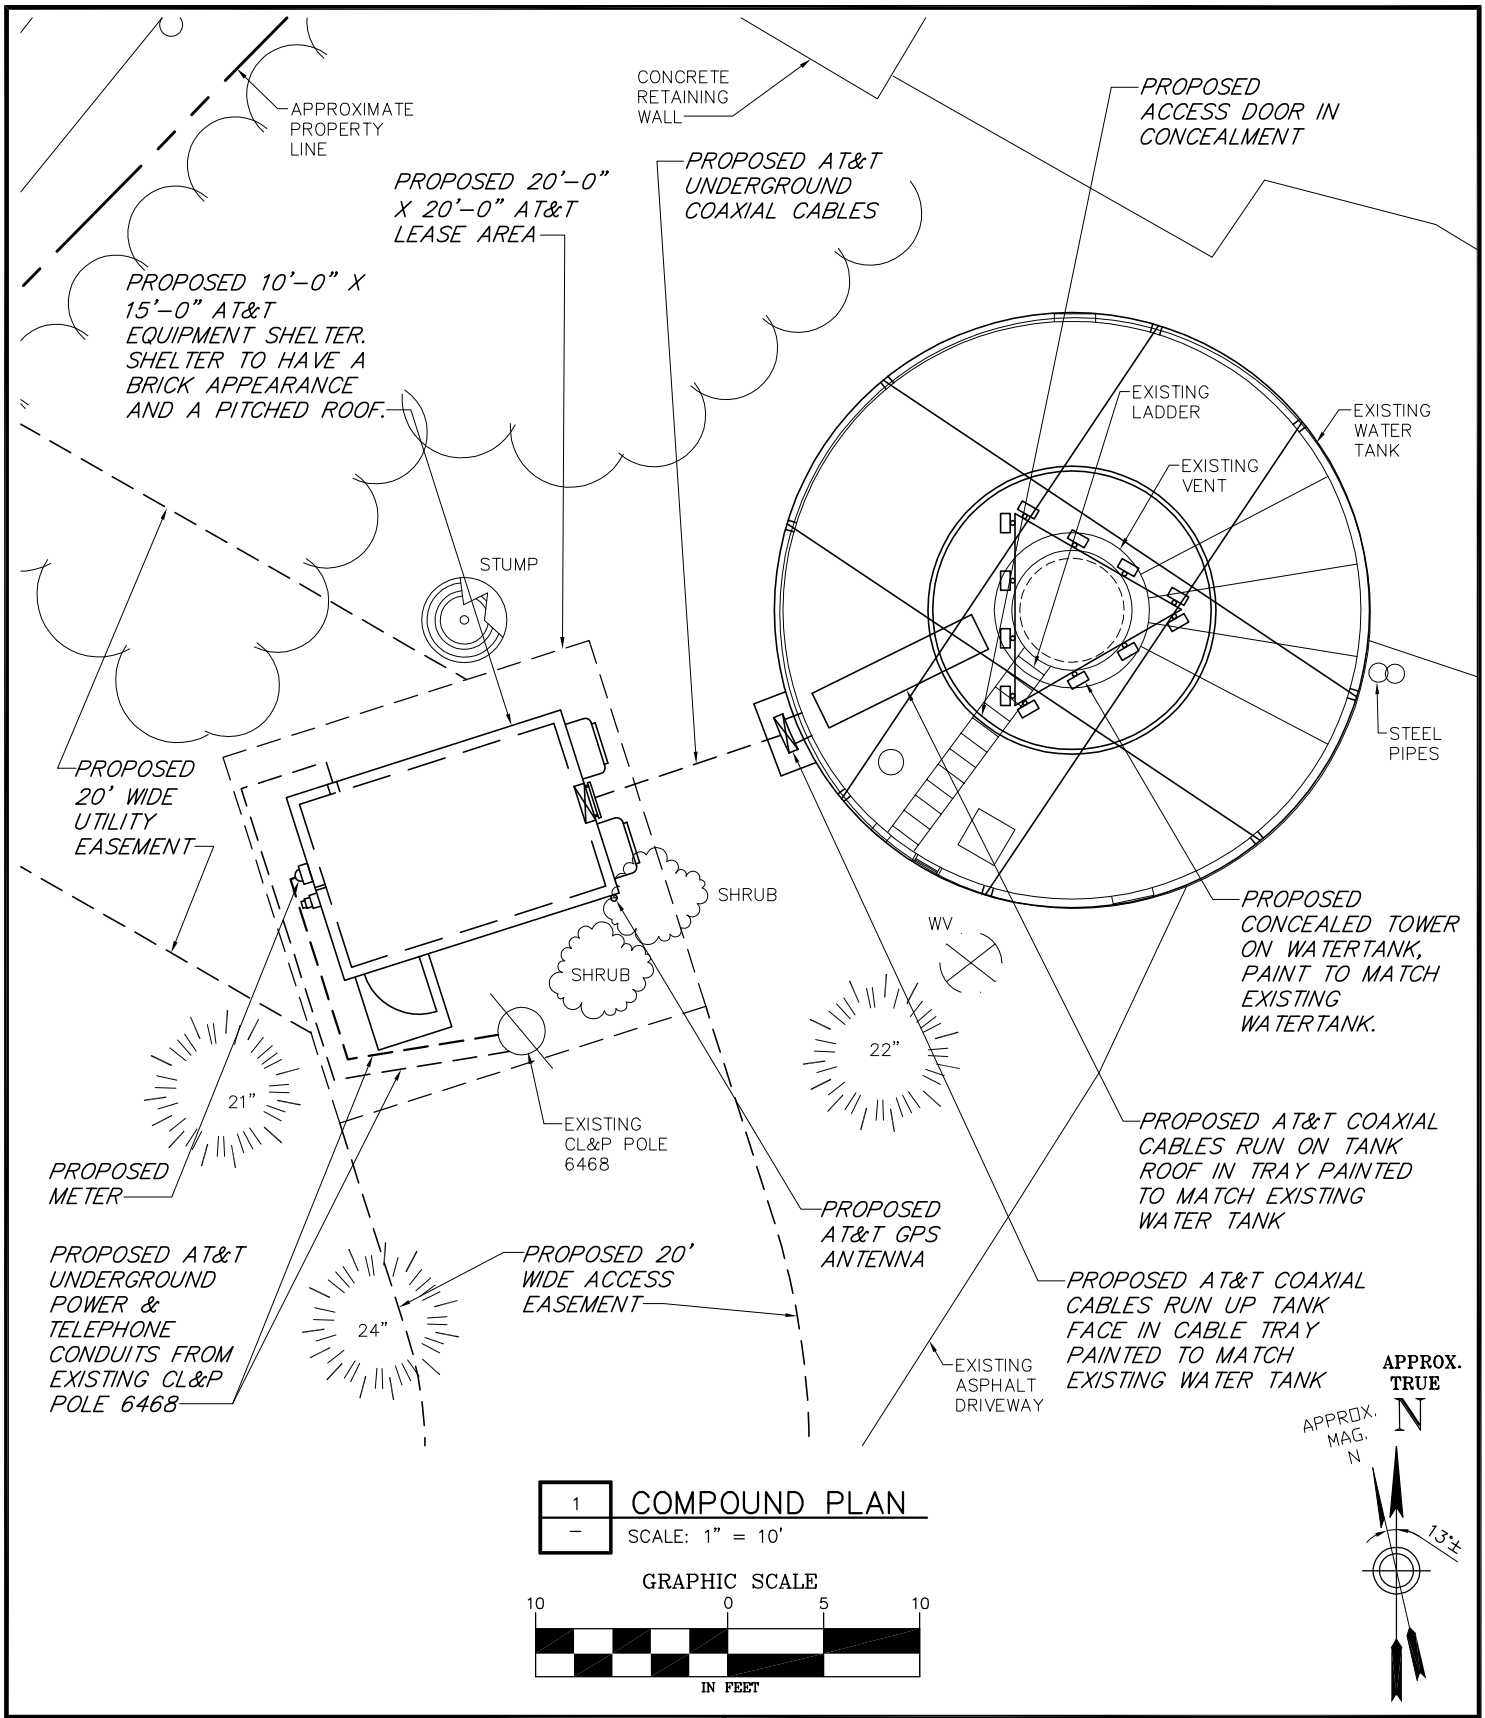 APPROXIMATE
PROPERTY
LINE
CONCRETE
RETAINING
WALL
PROPOSED
ACCESS DOOR IN
CONCEALMENT
PROPOSED 20'-0"
X 20'-0" AT&T
LEASE AREA
PROPOSED AT&T
UNDERGROUND
COAXIAL CABLES
PROPOSED 10'-0" X
15'-0" AT&T
EQUIPMENT SHELTER.
SHELTER TO HAVE A
BRICK APPEARANCE
AND A PITCHED ROOF.
EXISTING
LADDER
EXISTING
WATER
TANK
EXISTING
VENT
STUMP
STEEL
PIPES
PROPOSED
20' WIDE
UTILITY
EASEMENT
SHRUB
SHRUB
WV
PROPOSED
CONCEALED TOWER
ON WATERTANK,
PAINT TO MATCH
EXISTING
WATERTANK.
21"
22"
EXISTING
CL&P POLE
6468
PROPOSED AT&T COAXIAL
CABLES RUN ON TANK
ROOF IN TRAY PAINTED
TO MATCH EXISTING
WATER TANK
PROPOSED
METER
PROPOSED
AT&T GPS
ANTENNA
PROPOSED AT&T
UNDERGROUND
POWER &
TELEPHONE
CONDUITS FROM
EXISTING CL&P
POLE 6468
24"
PROPOSED 20'
WIDE ACCESS
EASEMENT
PROPOSED AT&T COAXIAL
CABLES RUN UP TANK
FACE IN CABLE TRAY
PAINTED TO MATCH
EXISTING WATER TANK
EXISTING
ASPHALT
DRIVEWAY
APPROX.
TRUE
N
APPROX.
MAG.
N
13°±
1
COMPOUND PLAN
–
SCALE: 1" = 10'
GRAPHIC SCALE
10 0 5 10
IN FEET